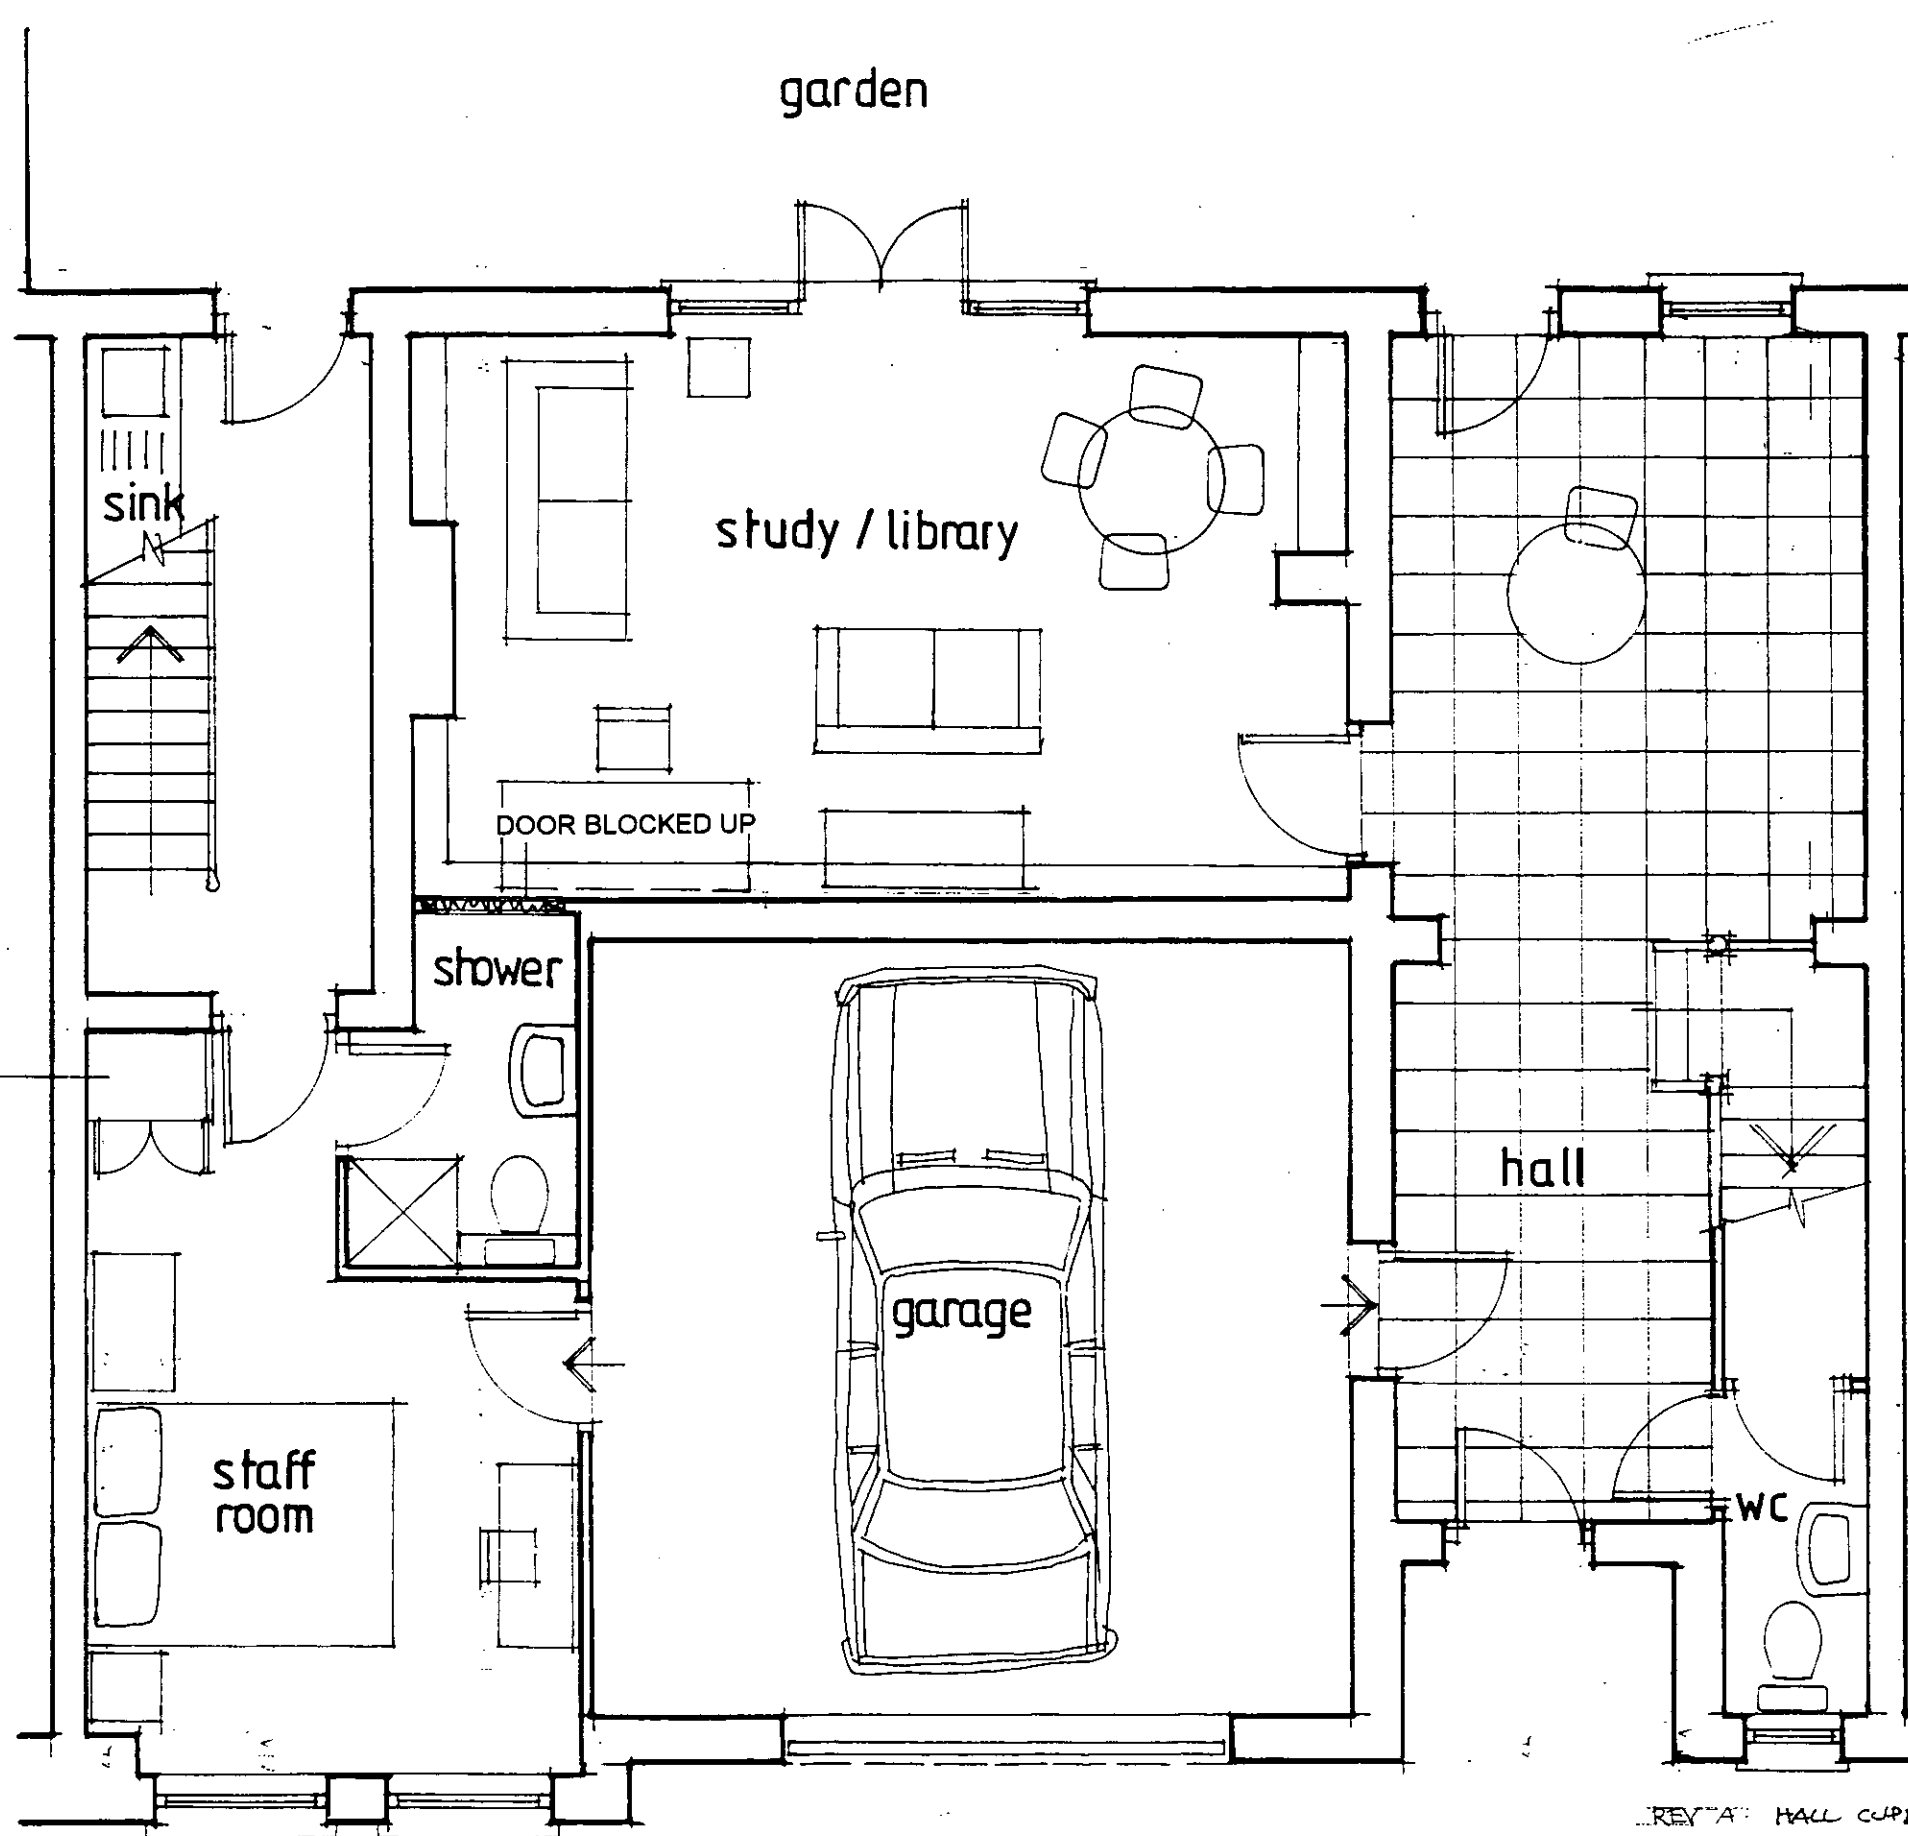 garden
sink
study / library
DOOR BLOCKED UP
shower
hall
garage
staff
room
WC
REV "A": HALL